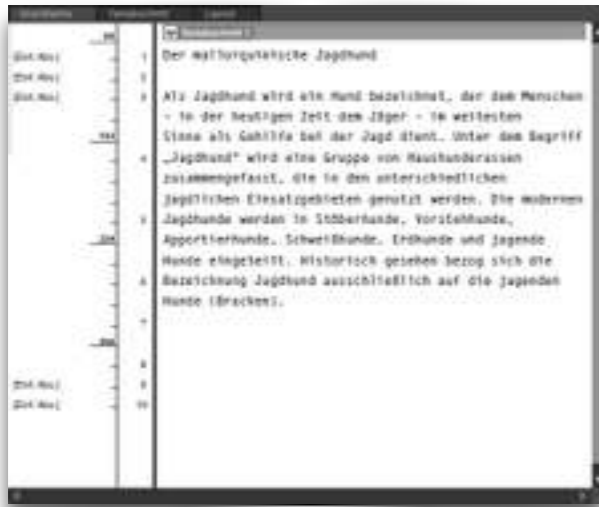 Der mallorquinische Jagdhund
Als Jagdhund wird ein Hund bezeichnet, der dem Menschen
- in der heutigen Zeit dem Jäger - im weitesten
Sinne als Gehilfe bei der Jagd dient. Unter dem Begriff
„Jagdhund“ wird eine Gruppe von Haushunderassen
zusammengefasst, die in den unterschiedlichen
jagdlichen Einsatzgebieten genutzt werden. Die modernen
Jagdhunde werden in Stöberhunde, Vorstehhunde,
Apportierhunde, Schweißhunde, Erdhunde und jagende
Hunde eingeteilt. Historisch gesehen bezog sich die
Bezeichnung Jagdhund ausschließlich auf die jagenden
Hunde (Bracken).